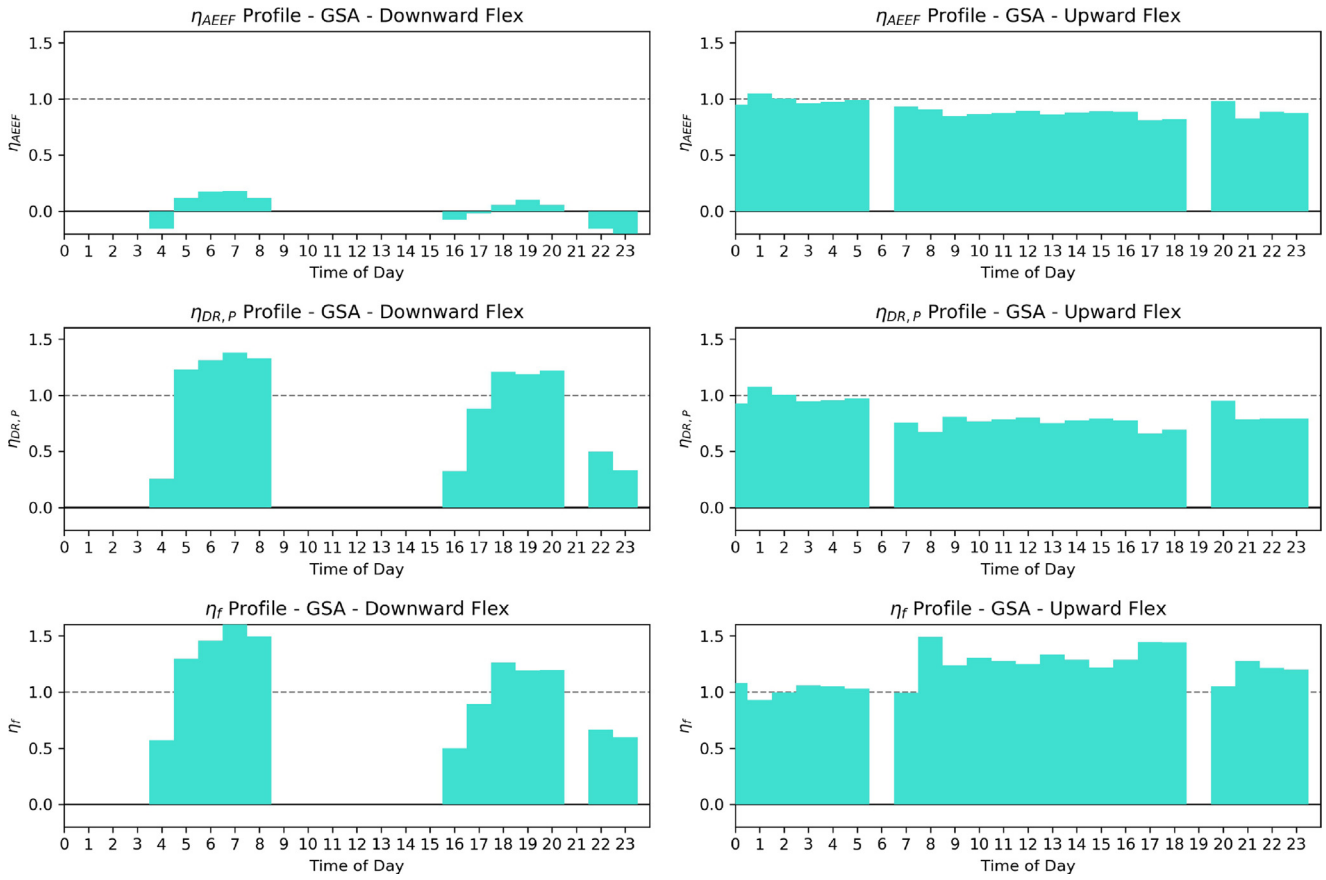 η_AEEF Profile - GSA - Downward Flex
1.5
1.0
0.5
0.0
η_AEEF
0 1 2 3 4 5 6 7 8 9 10 11 12 13 14 15 16 17 18 19 20 21 22 23
Time of Day
η_AEEF Profile - GSA - Upward Flex
1.5
1.0
0.5
0.0
η_AEEF
0 1 2 3 4 5 6 7 8 9 10 11 12 13 14 15 16 17 18 19 20 21 22 23
Time of Day
η_DR, P Profile - GSA - Downward Flex
1.5
1.0
0.5
0.0
η_DR, P
0 1 2 3 4 5 6 7 8 9 10 11 12 13 14 15 16 17 18 19 20 21 22 23
Time of Day
η_DR, P Profile - GSA - Upward Flex
1.5
1.0
0.5
0.0
η_DR, P
0 1 2 3 4 5 6 7 8 9 10 11 12 13 14 15 16 17 18 19 20 21 22 23
Time of Day
η_f Profile - GSA - Downward Flex
1.5
1.0
0.5
0.0
η_f
0 1 2 3 4 5 6 7 8 9 10 11 12 13 14 15 16 17 18 19 20 21 22 23
Time of Day
η_f Profile - GSA - Upward Flex
1.5
1.0
0.5
0.0
η_f
0 1 2 3 4 5 6 7 8 9 10 11 12 13 14 15 16 17 18 19 20 21 22 23
Time of Day